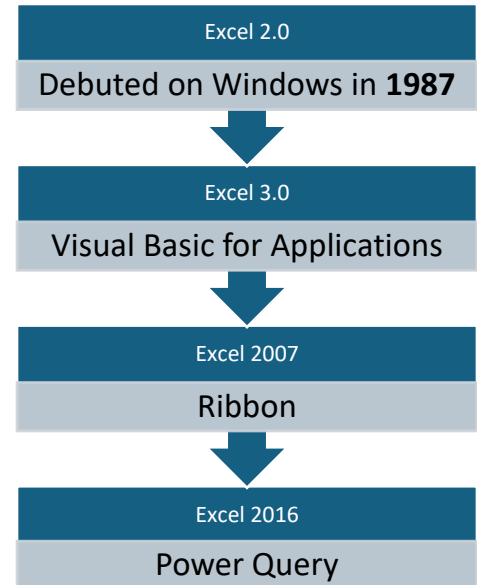 Excel 2.0
Debuted on Windows in 1987
Excel 3.0
Visual Basic for Applications
Excel 2007
Ribbon
Excel 2016
Power Query